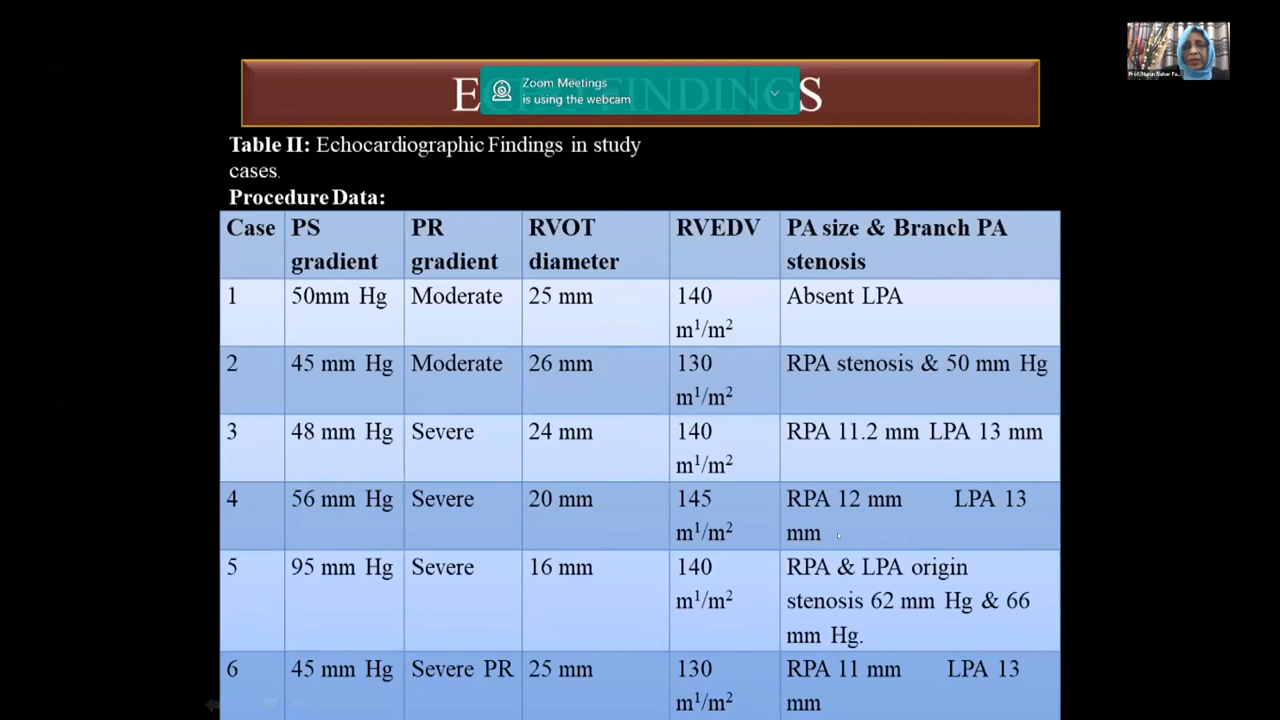 ECHO FINDINGS
Zoom Meetings
is using the webcam
Table II: Echocardiographic Findings in study
cases.
Procedure Data:
Case PS gradient PR gradient RVOT diameter RVEDV PA size & Branch PA stenosis
1 50mm Hg Moderate 25 mm 140 m¹/m² Absent LPA
2 45 mm Hg Moderate 26 mm 130 m¹/m² RPA stenosis & 50 mm Hg
3 48 mm Hg Severe 24 mm 140 m¹/m² RPA 11.2 mm LPA 13 mm
4 56 mm Hg Severe 20 mm 145 m¹/m² RPA 12 mm LPA 13 mm
5 95 mm Hg Severe 16 mm 140 m¹/m² RPA & LPA origin stenosis 62 mm Hg & 66 mm Hg.
6 45 mm Hg Severe PR 25 mm 130 m¹/m² RPA 11 mm LPA 13 mm